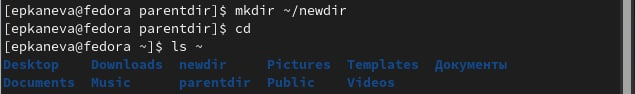 [epkaneva@fedora parentdir]$ mkdir ~/newdir
[epkaneva@fedora parentdir]$ cd
[epkaneva@fedora ~]$ ls ~
Desktop    Downloads  newdir     Pictures  Templates  Документы
Documents  Music      parentdir  Public    Videos